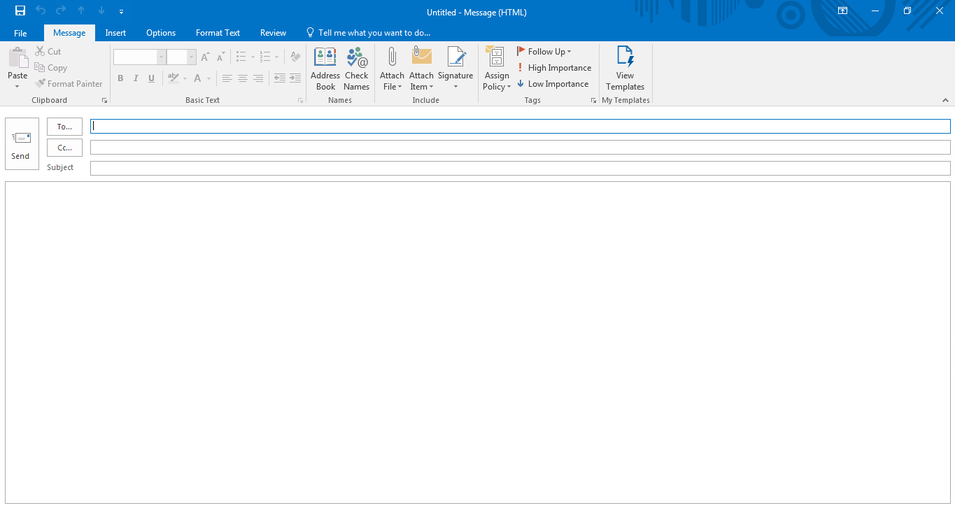 Untitled - Message (HTML)
File Message Insert Options Format Text Review Tell me what you want to do...
Paste
Cut
Copy
Format Painter
Clipboard
B I U aby A A A
Basic Text
Address Book
Check Names
Names
Attach File
Attach Item
Signature
Include
Assign Policy
Follow Up
High Importance
Low Importance
Tags
View Templates
My Templates
Send
To...
Cc...
Subject